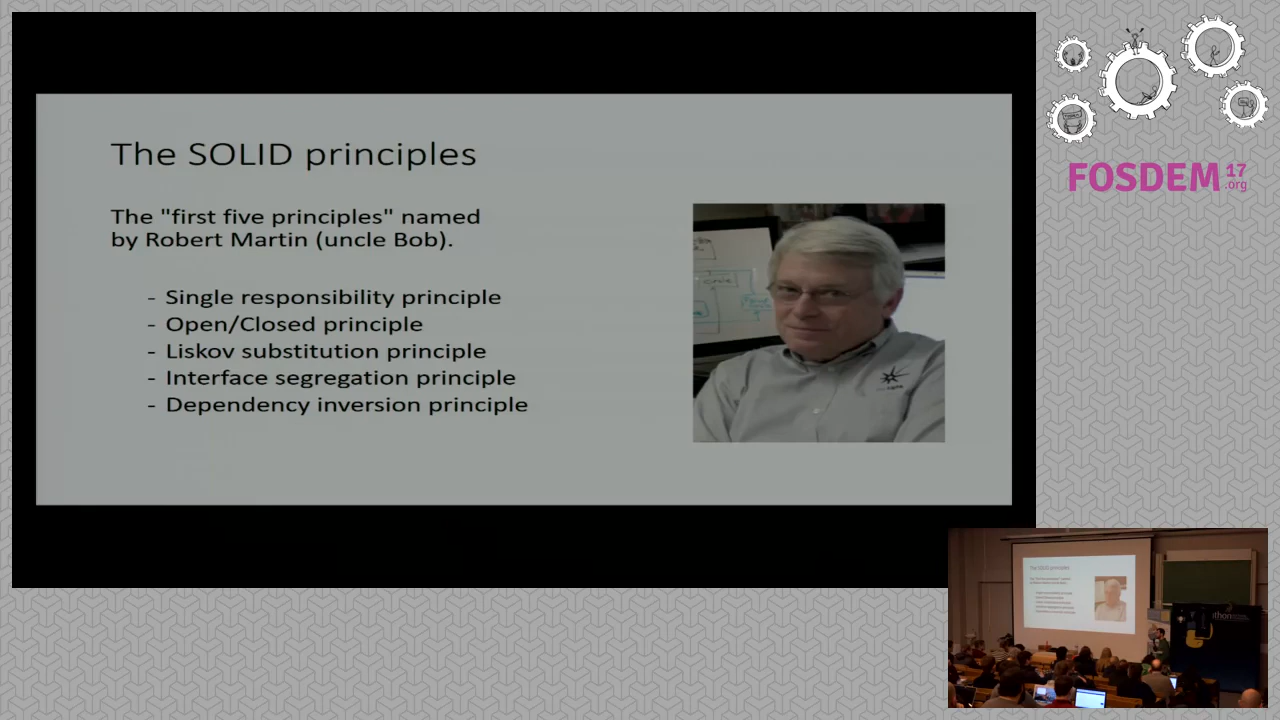 The SOLID principles
The "first five principles" named
by Robert Martin (uncle Bob).
- Single responsibility principle
- Open/Closed principle
- Liskov substitution principle
- Interface segregation principle
- Dependency inversion principle
FOSDEM 17
.org